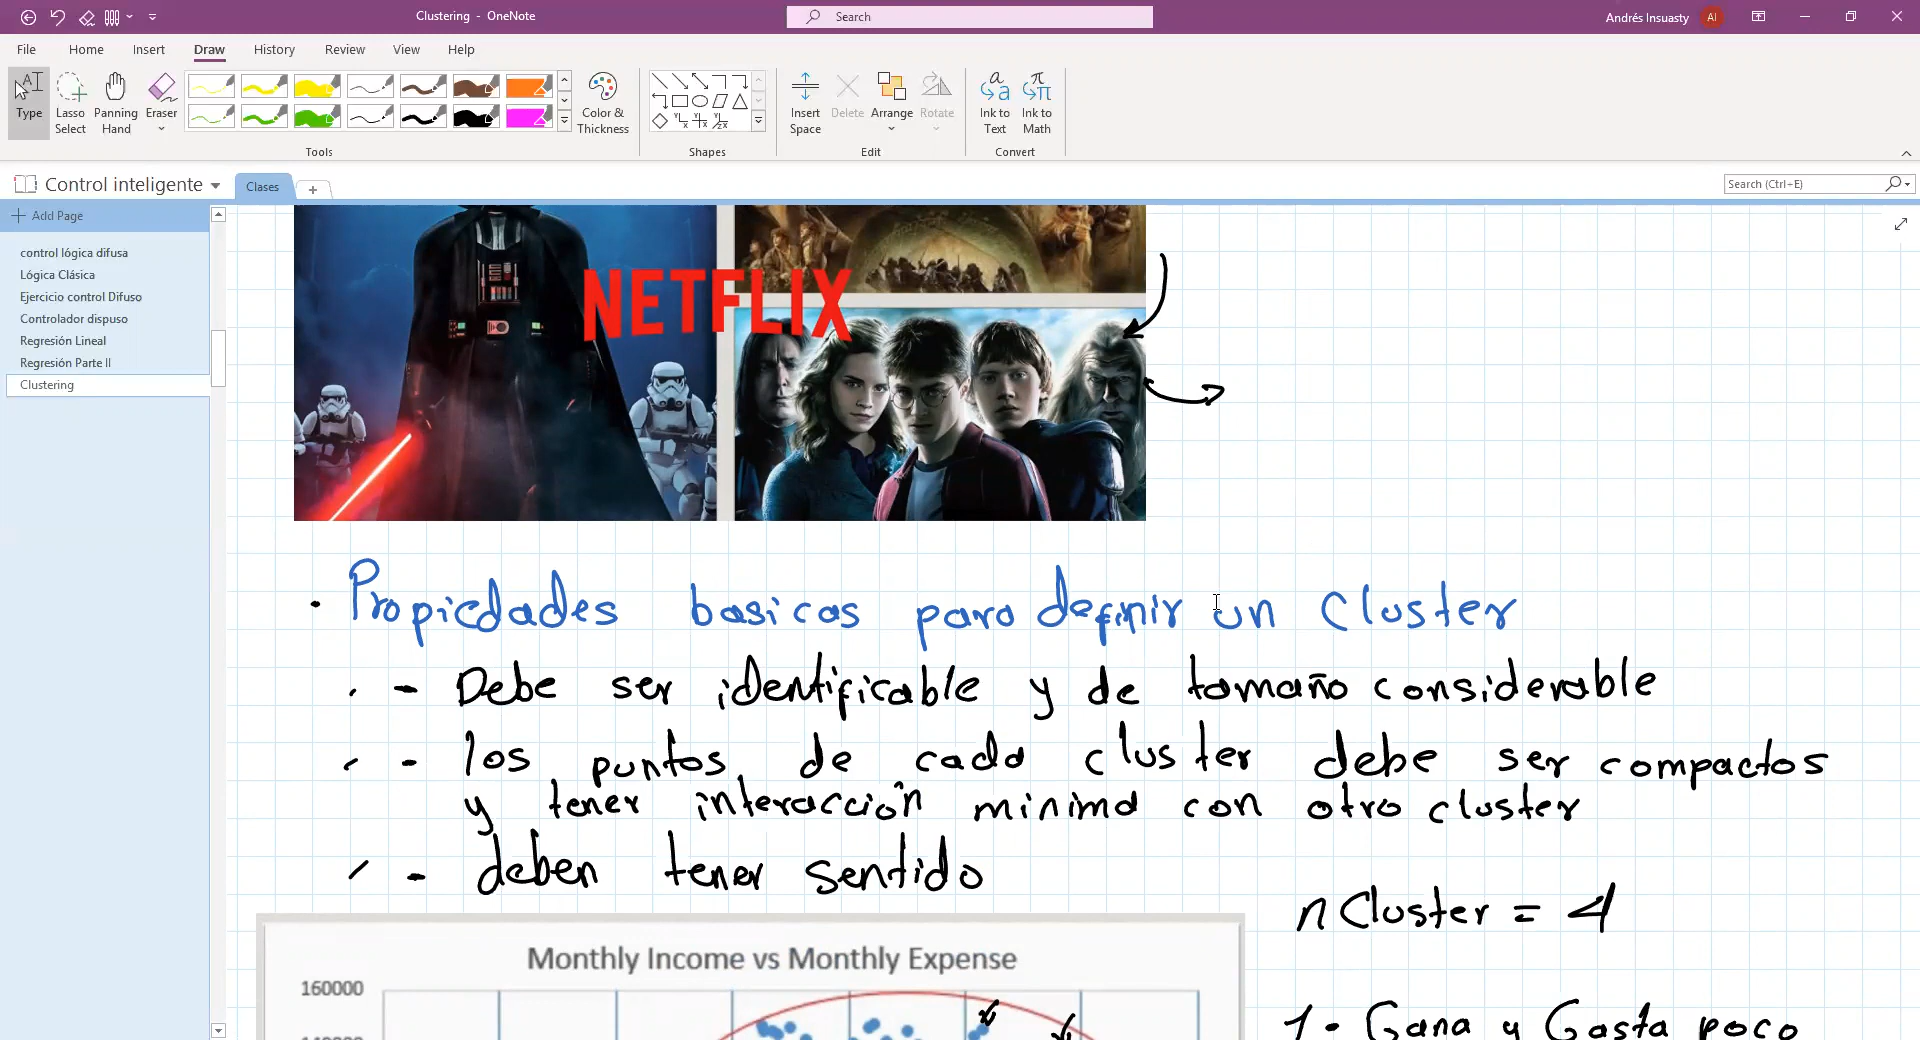 Clustering - OneNote
Search
Andrés Insuasty
AI
File Home Insert Draw History Review View Help
Type
Lasso Select
Panning Hand
Eraser
Color & Thickness
Insert Space
Delete
Arrange
Rotate
Ink to Text
Ink to Math
Tools
Shapes
Edit
Convert
Control inteligente
Clases
Search (Ctrl+E)
Add Page
control lógica difusa
Lógica Clásica
Ejercicio control Difuso
Controlador dispuso
Regresión Lineal
Regresión Parte II
Clustering
NETFLIX
• Propiedades basicas para definir un cluster
- Debe ser identificable y de tamaño considerable
- los puntos de cada cluster debe ser compactos
y tener interacción minima con otro cluster
- deben tener sentido
n Cluster = 4
Monthly Income vs Monthly Expense
160000
1. Gana y Gasta poco